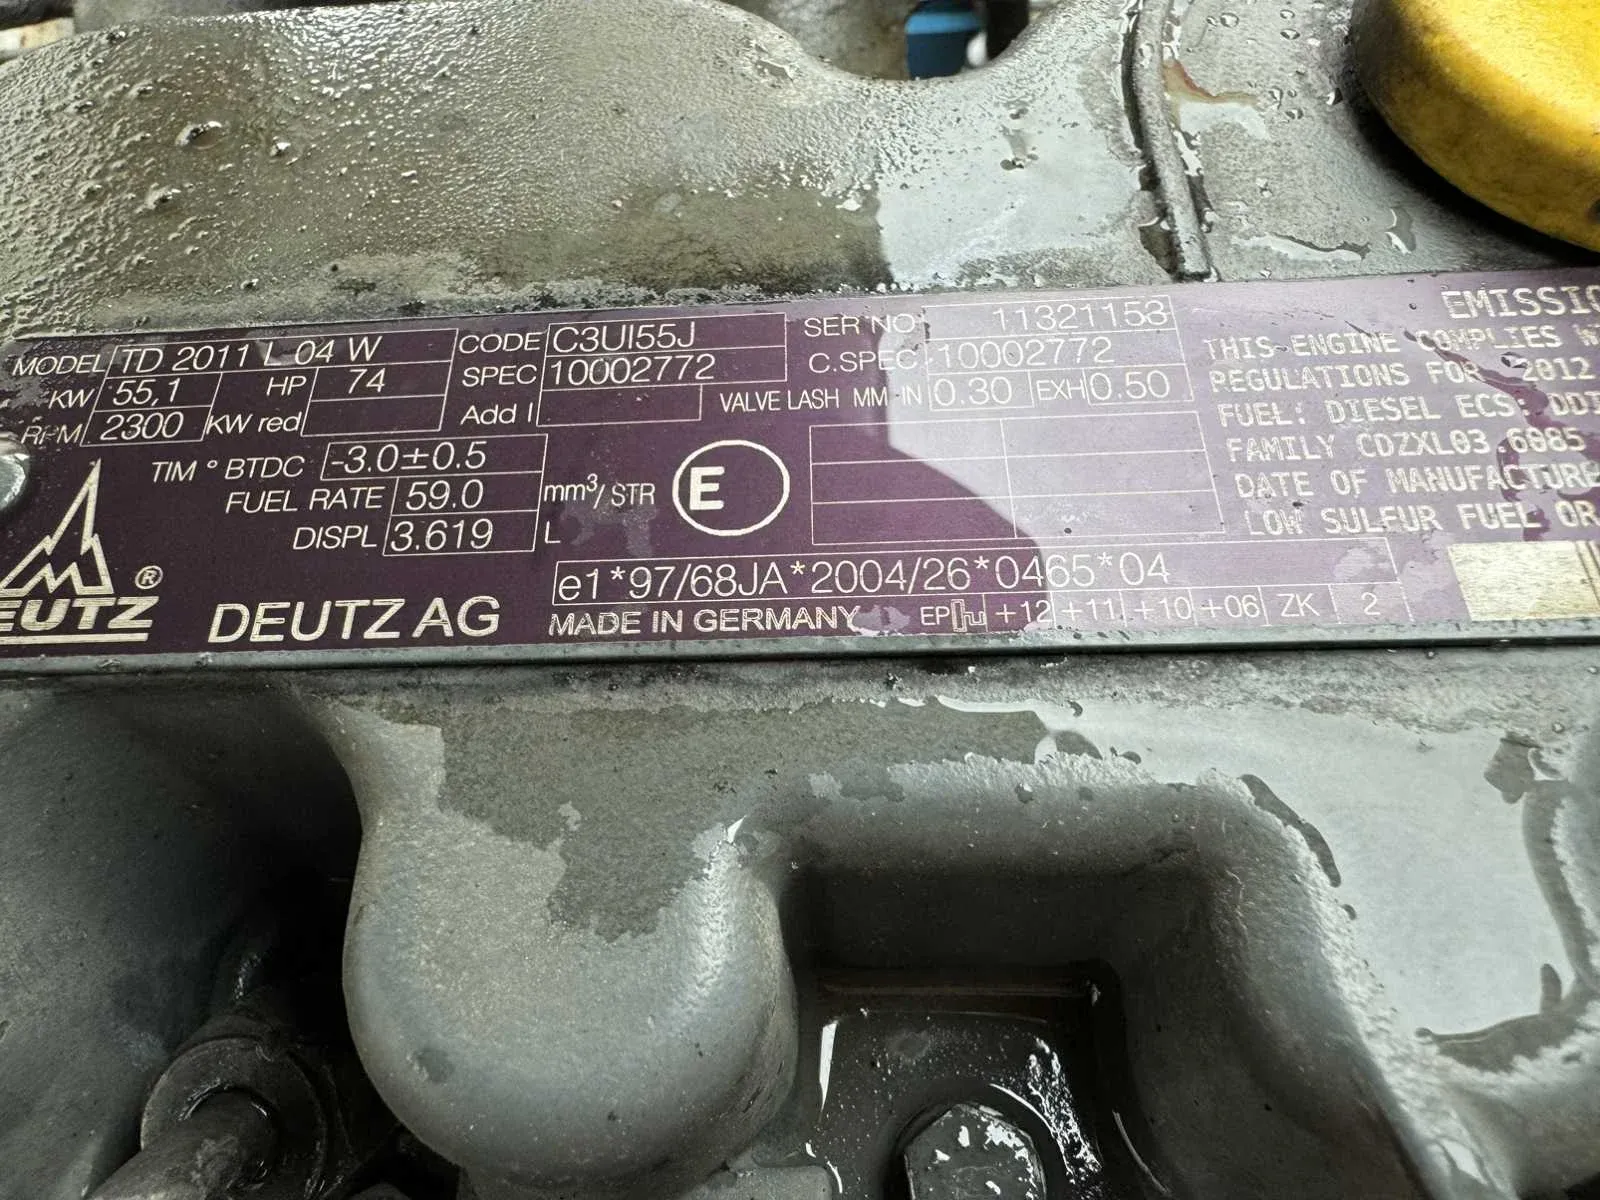 MODEL TD 2011 L 04 W CODE C3UI55J SER NO 11321153
KW 55,1 HP 74 SPEC 10002772 C.SPEC 10002772
RPM 2300 KW red Add I VALVE LASH MM IN 0.30 EXH 0.50
TIM ° BTDC -3.0±0.5
FUEL RATE 59.0 mm³/STR E
DISPL 3.619 L
e1*97/68JA*2004/26*0465*04
DEUTZ ® DEUTZ AG MADE IN GERMANY EP +12 +11 +10 +06 ZK 2
EMISSIO
THIS ENGINE COMPLIES W
REGULATIONS FOR 2012
FUEL: DIESEL ECS: DDI
FAMILY CDZXL03.6085
DATE OF MANUFACTURE
LOW SULFUR FUEL OR